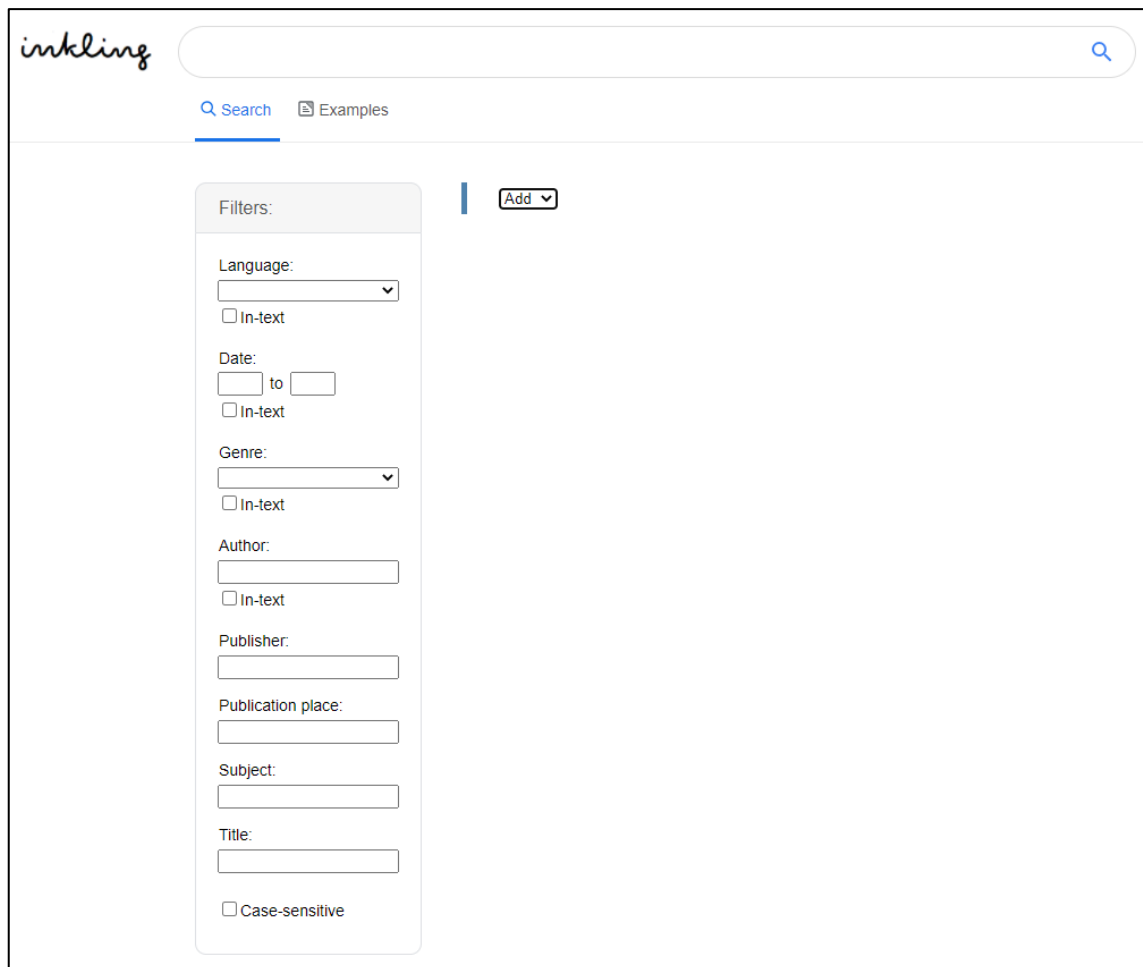 inkling
Search Examples
Filters:
Add
Language:
In-text
Date:
to
In-text
Genre:
In-text
Author:
In-text
Publisher:
Publication place:
Subject:
Title:
Case-sensitive